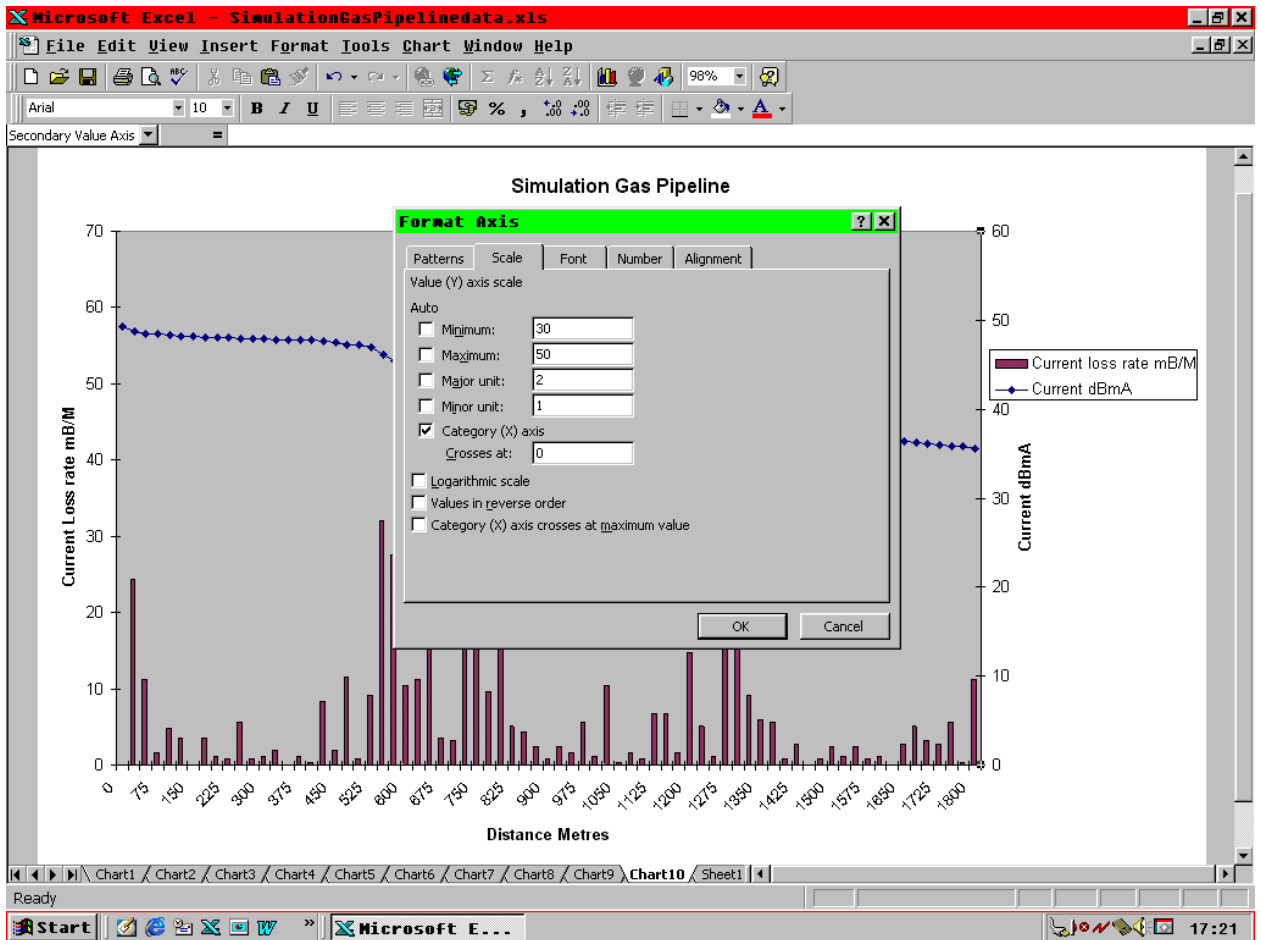 Microsoft Excel - SimulationGasPipelinedata.xls
File Edit View Insert Format Tools Chart Window Help
98%
Arial 10 B I U % ,
Secondary Value Axis =
Simulation Gas Pipeline
Format Axis
Patterns Scale Font Number Alignment
Value (Y) axis scale
Auto
Minimum: 30
Maximum: 50
Major unit: 2
Minor unit: 1
Category (X) axis
Crosses at: 0
Logarithmic scale
Values in reverse order
Category (X) axis crosses at maximum value
OK Cancel
70
60
50
40
30
20
10
0
Current Loss rate mB/M
60
50
40
30
20
10
0
Current dBmA
Current loss rate mB/M
Current dBmA
0 75 150 225 300 375 450 525 600 675 750 825 900 975 1050 1125 1200 1275 1350 1425 1500 1575 1650 1725 1800
Distance Metres
Chart1 Chart2 Chart3 Chart4 Chart5 Chart6 Chart7 Chart8 Chart9 Chart10 Sheet1
Ready
Start Microsoft E... 17:21